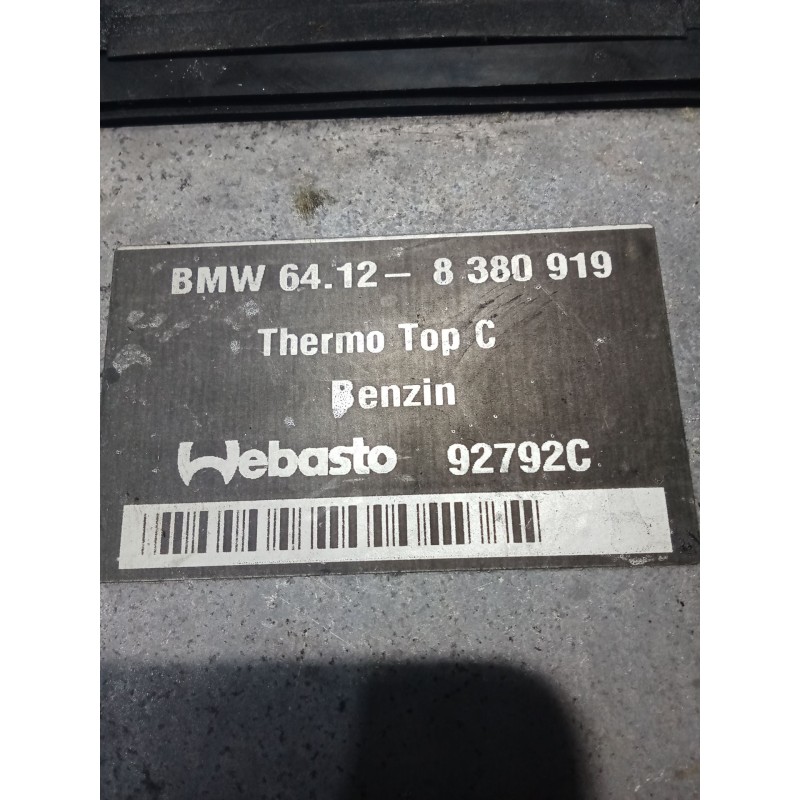 BMW 64.12 – 8 380 919
Thermo Top C
Benzin
Webasto 92792C